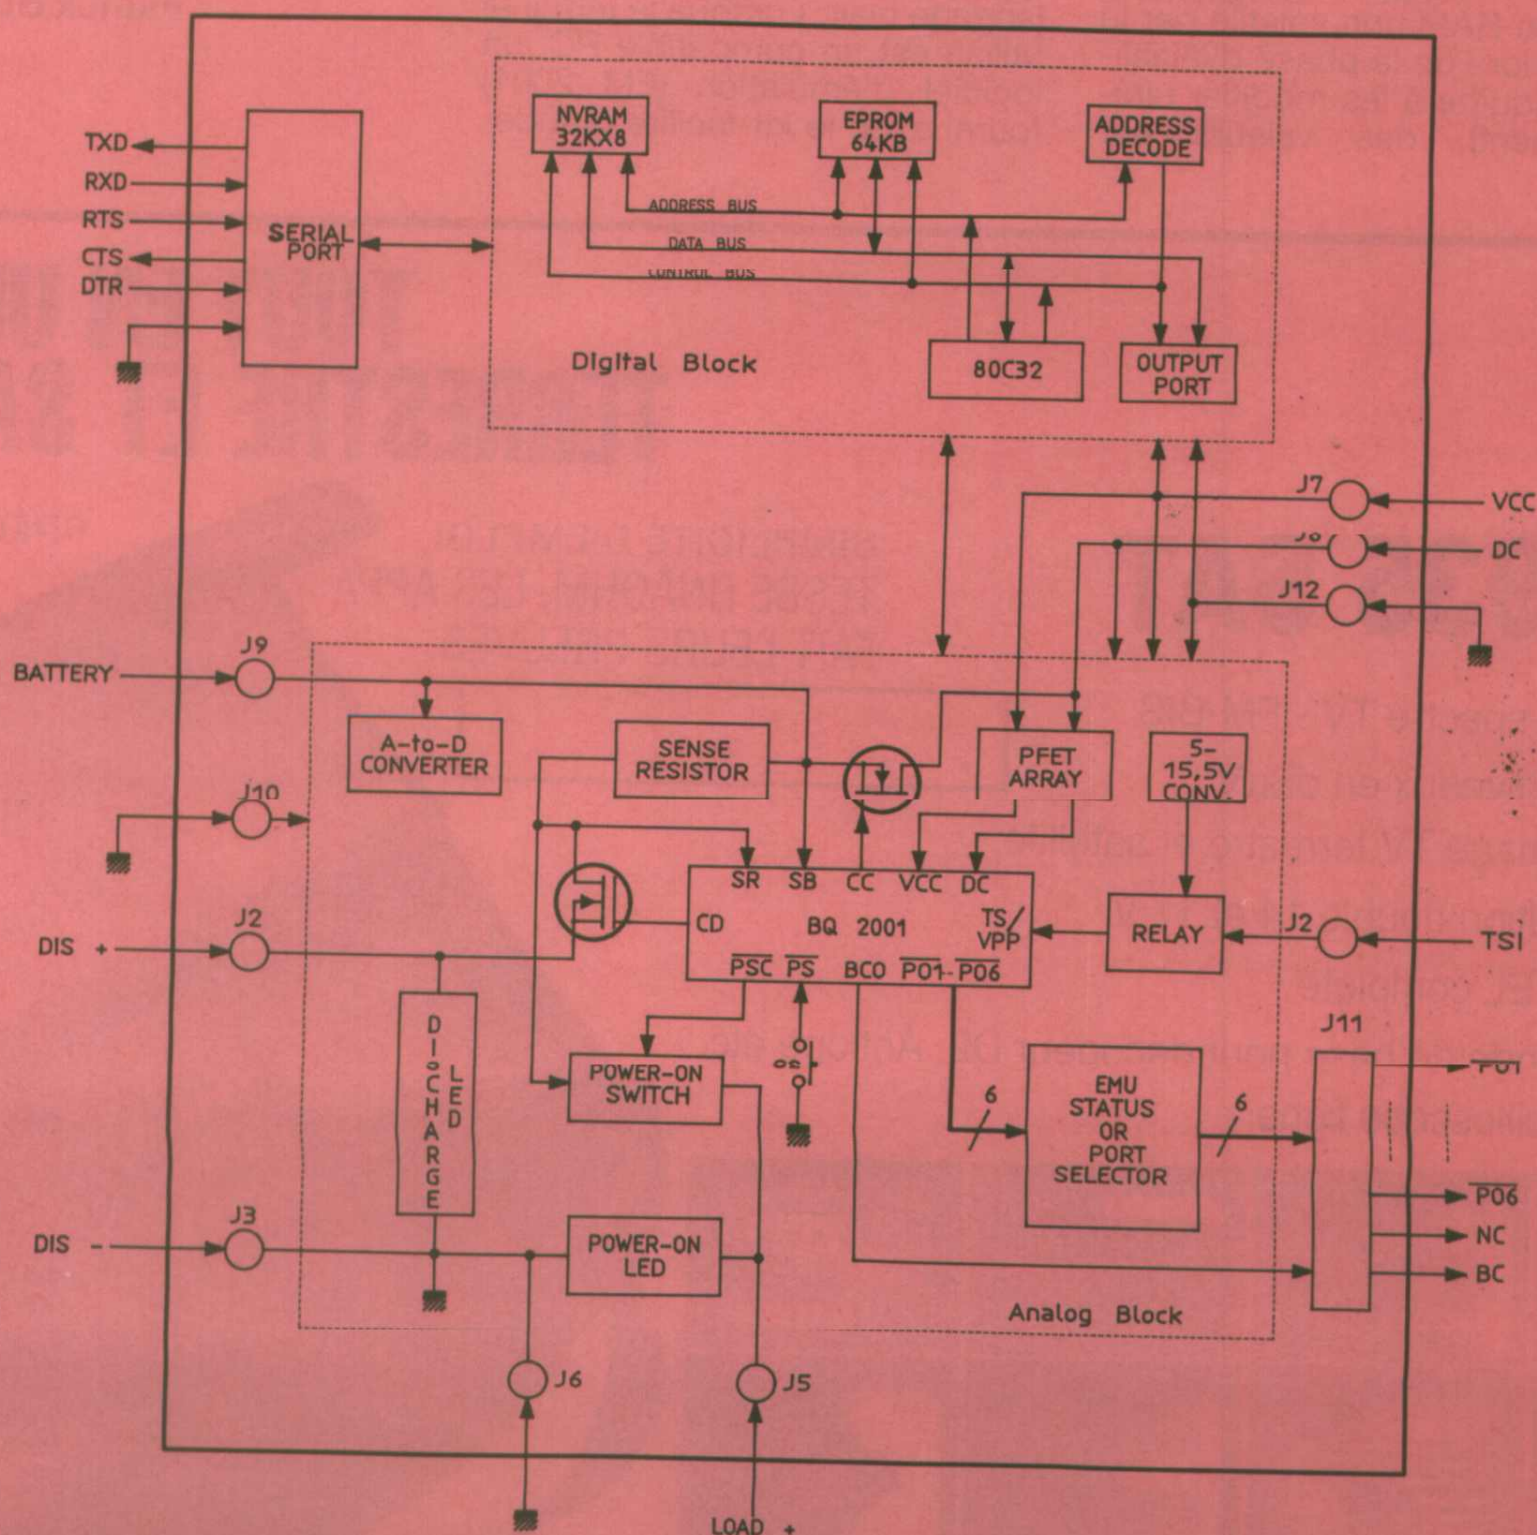 TXD
RXD
RTS
CTS
DTR
SERIAL
PORT
NVRAM
32KX8
EPROM
64KB
ADDRESS
DECODE
ADDRESS BUS
DATA BUS
CONTROL BUS
Digital Block
80C32
OUTPUT
PORT
J7
VCC
DC
J12
J9
BATTERY
A-to-D
CONVERTER
SENSE
RESISTOR
PFET
ARRAY
5-
15,5V
CONV.
J10
SR SB CC VCC DC
CD
BQ 2001
TS/
VPP
PSC PS BCO PO1-PO6
RELAY
J2
TSI
J2
DIS +
DISCHARGE
LED
POWER-ON
SWITCH
6
EMU
STATUS
OR
PORT
SELECTOR
6
J11
PO1
PO6
NC
BC
J3
DIS -
POWER-ON
LED
Analog Block
J6
J5
LOAD +